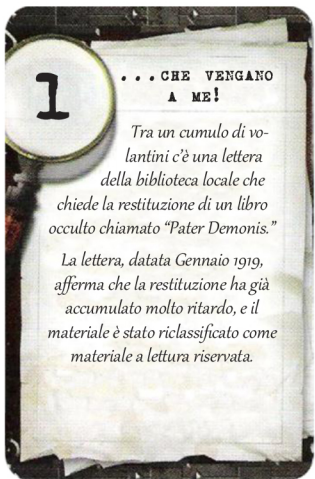 1
...CHE VENGANO
A ME!
Tra un cumulo di vo-
lantini c'è una lettera
della biblioteca locale che
chiede la restituzione di un libro
occulto chiamato “Pater Demonis.”
La lettera, datata Gennaio 1919,
afferma che la restituzione ha già
accumulato molto ritardo, e il
materiale è stato riclassificato come
materiale a lettura riservata.